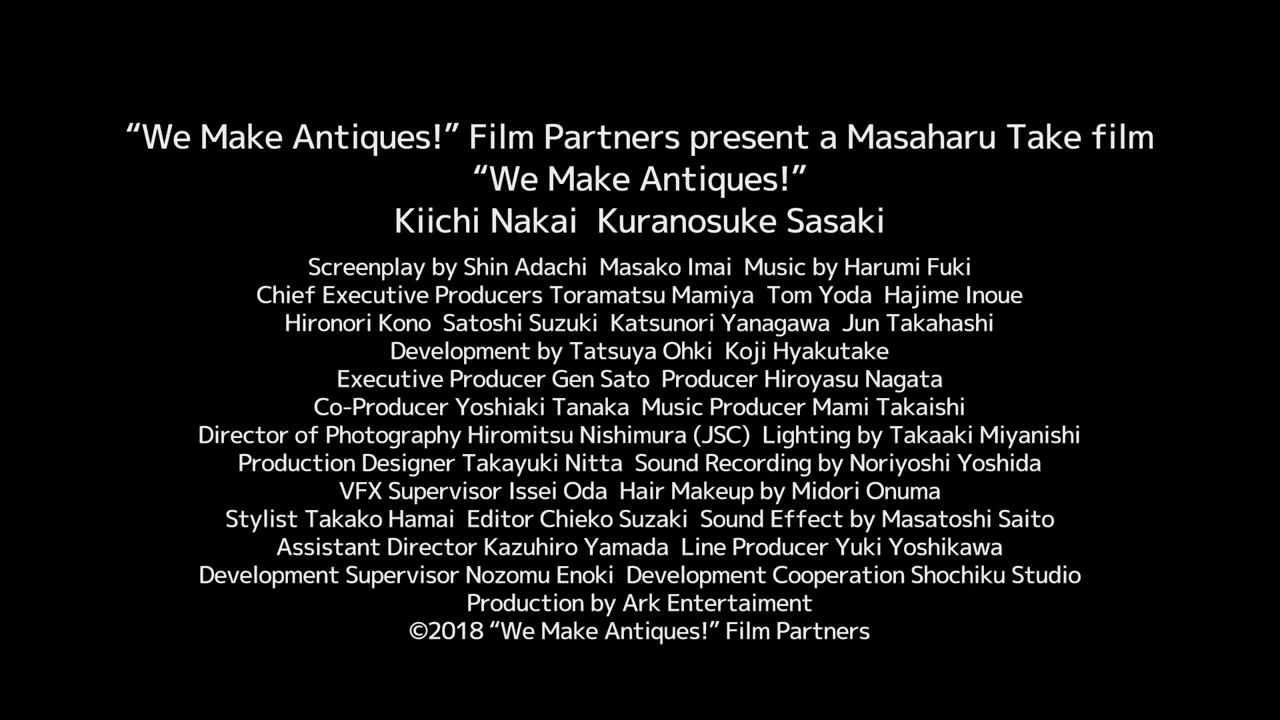 “We Make Antiques!” Film Partners present a Masaharu Take film
“We Make Antiques!”
Kiichi Nakai  Kuranosuke Sasaki
Screenplay by Shin Adachi  Masako Imai  Music by Harumi Fuki
Chief Executive Producers Toramatsu Mamiya  Tom Yoda  Hajime Inoue
Hironori Kono  Satoshi Suzuki  Katsunori Yanagawa  Jun Takahashi
Development by Tatsuya Ohki  Koji Hyakutake
Executive Producer Gen Sato  Producer Hiroyasu Nagata
Co-Producer Yoshiaki Tanaka  Music Producer Mami Takaishi
Director of Photography Hiromitsu Nishimura (JSC)  Lighting by Takaaki Miyanishi
Production Designer Takayuki Nitta  Sound Recording by Noriyoshi Yoshida
VFX Supervisor Issei Oda  Hair Makeup by Midori Onuma
Stylist Takako Hamai  Editor Chieko Suzaki  Sound Effect by Masatoshi Saito
Assistant Director Kazuhiro Yamada  Line Producer Yuki Yoshikawa
Development Supervisor Nozomu Enoki  Development Cooperation Shochiku Studio
Production by Ark Entertaiment
©2018 “We Make Antiques!” Film Partners